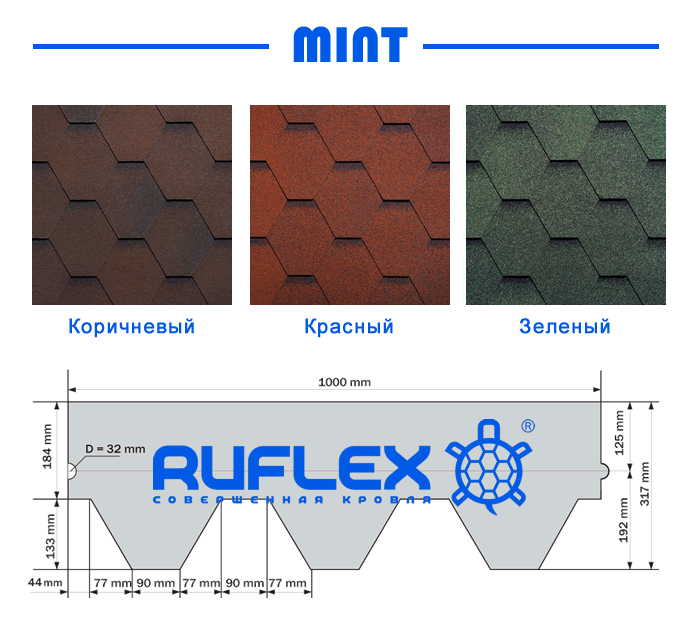 MINT
Коричневый
Красный
Зеленый
1000 mm
184 mm
D = 32 mm
RUFLEX ®
СОВЕРШЕННАЯ КРОВЛЯ
125 mm
317 mm
133 mm
192 mm
44 mm
77 mm
90 mm
77 mm
90 mm
77 mm